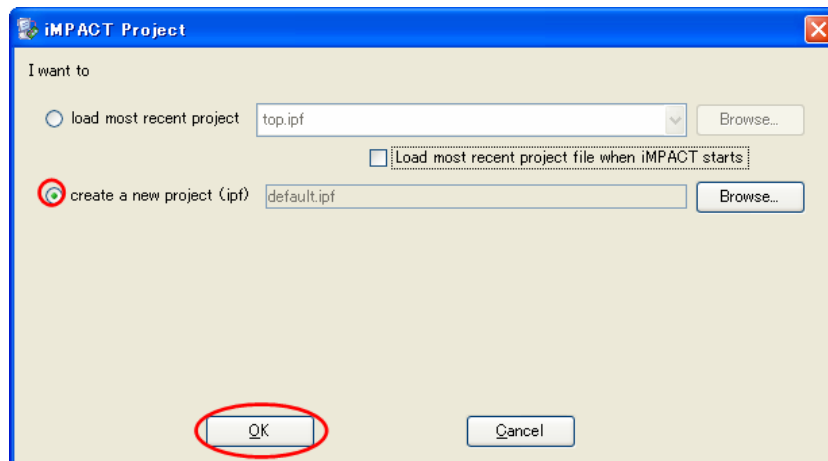 iMPACT Project
I want to
load most recent project top.ipf Browse...
Load most recent project file when iMPACT starts
create a new project (ipf) default.ipf Browse...
OK Cancel